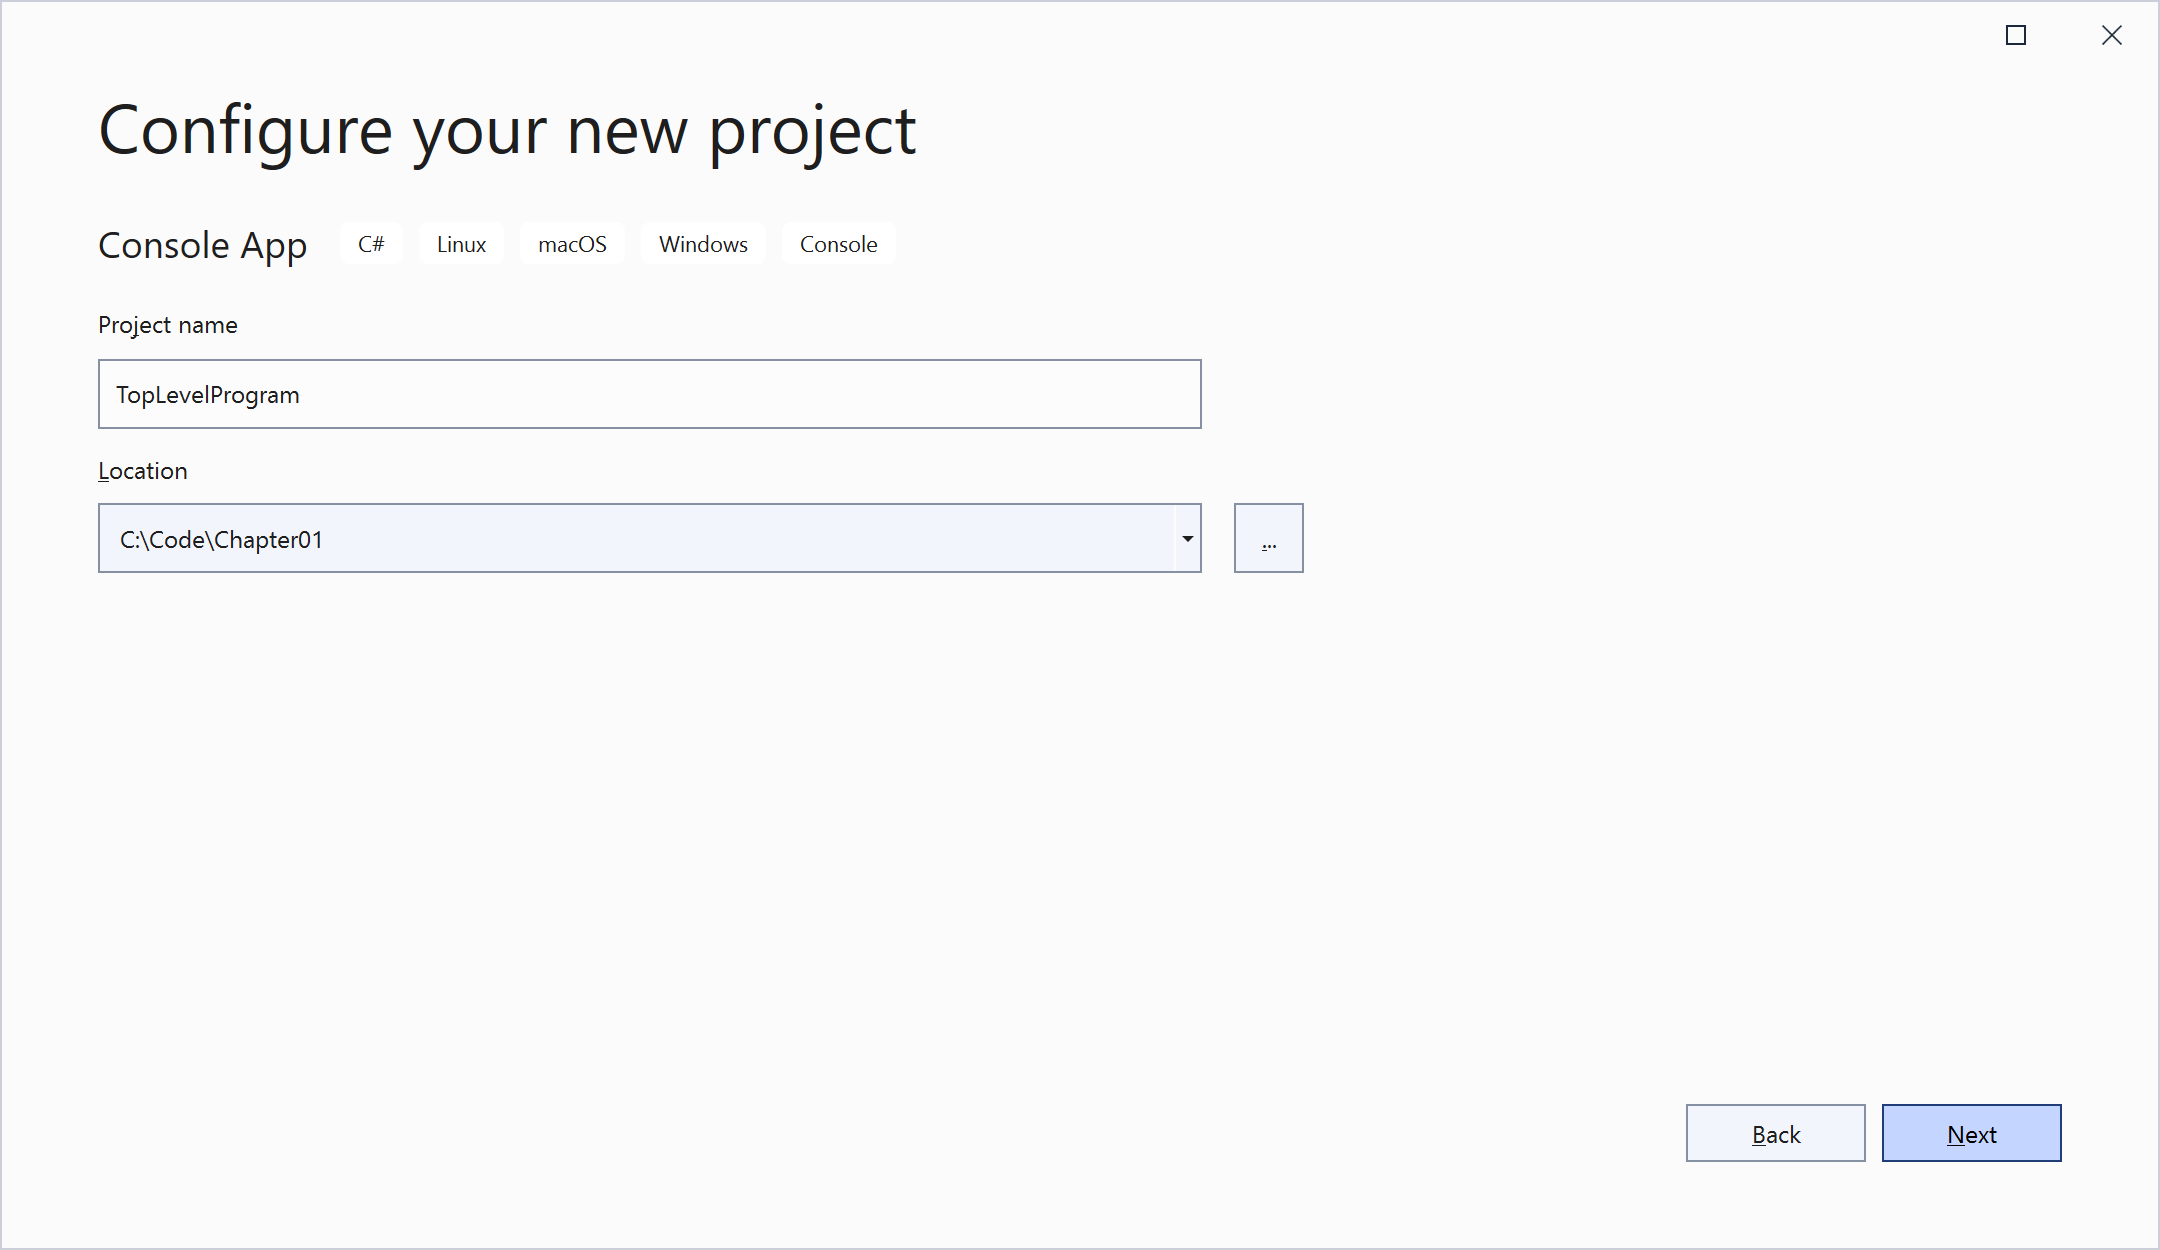 Configure your new project
Console App C# Linux macOS Windows Console
Project name
TopLevelProgram
Location
C:\Code\Chapter01
...
Back Next